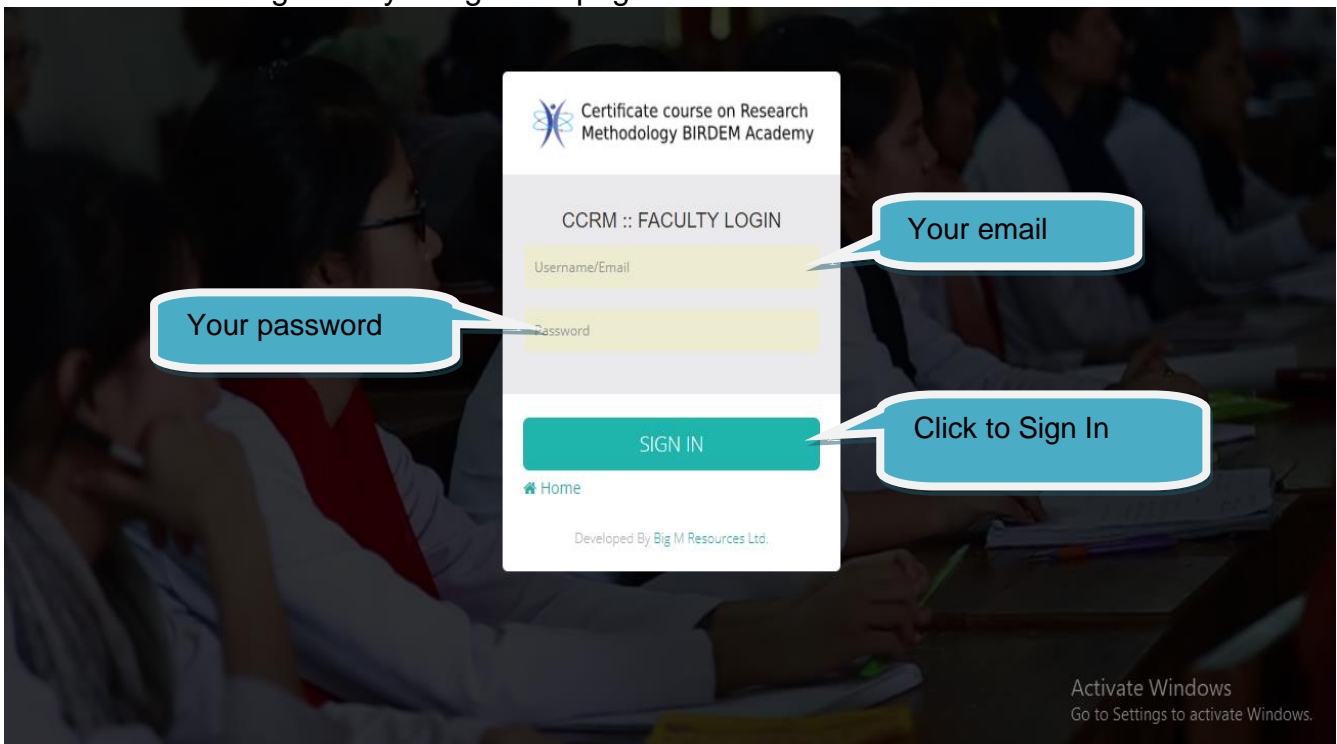 Certificate course on Research
Methodology BIRDEM Academy
CCRM :: FACULTY LOGIN
Your email
Username/Email
Your password
Password
Click to Sign In
SIGN IN
Home
Developed By Big M Resources Ltd.
Activate Windows
Go to Settings to activate Windows.